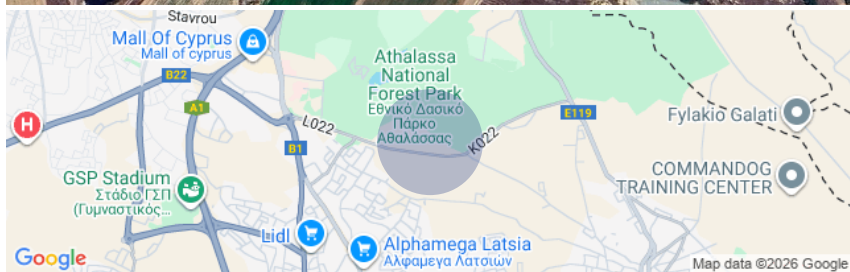 Stavrou
Mall Of Cyprus
Mall of cyprus
B22
A1
H
L022
B1
Athalassa
National
Forest Park
Εθνικό Δασικό
Πάρκο
Αθαλάσσας
K022
E119
Fylakio Galati
COMMANDOG
TRAINING CENTER
GSP Stadium
Στάδιο ΓΣΠ
(Γυμναστικός...
Lidl
Alphamega Latsia
Αλφαμεγα Λατσιών
Google
Map data ©2026 Google